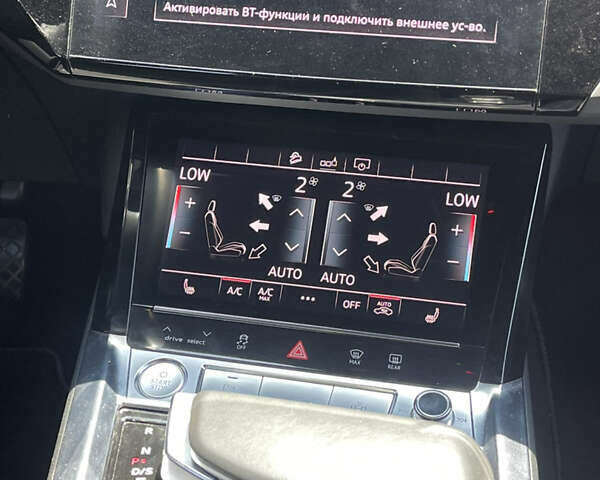 Активировать BT-функции и подключить внешнее ус-во.
LOW 2 2 LOW
+ +
- -
AUTO AUTO
A/C A/C MAX ... OFF AUTO
drive select OFF MAX REAR
START
R
N
P
D/S